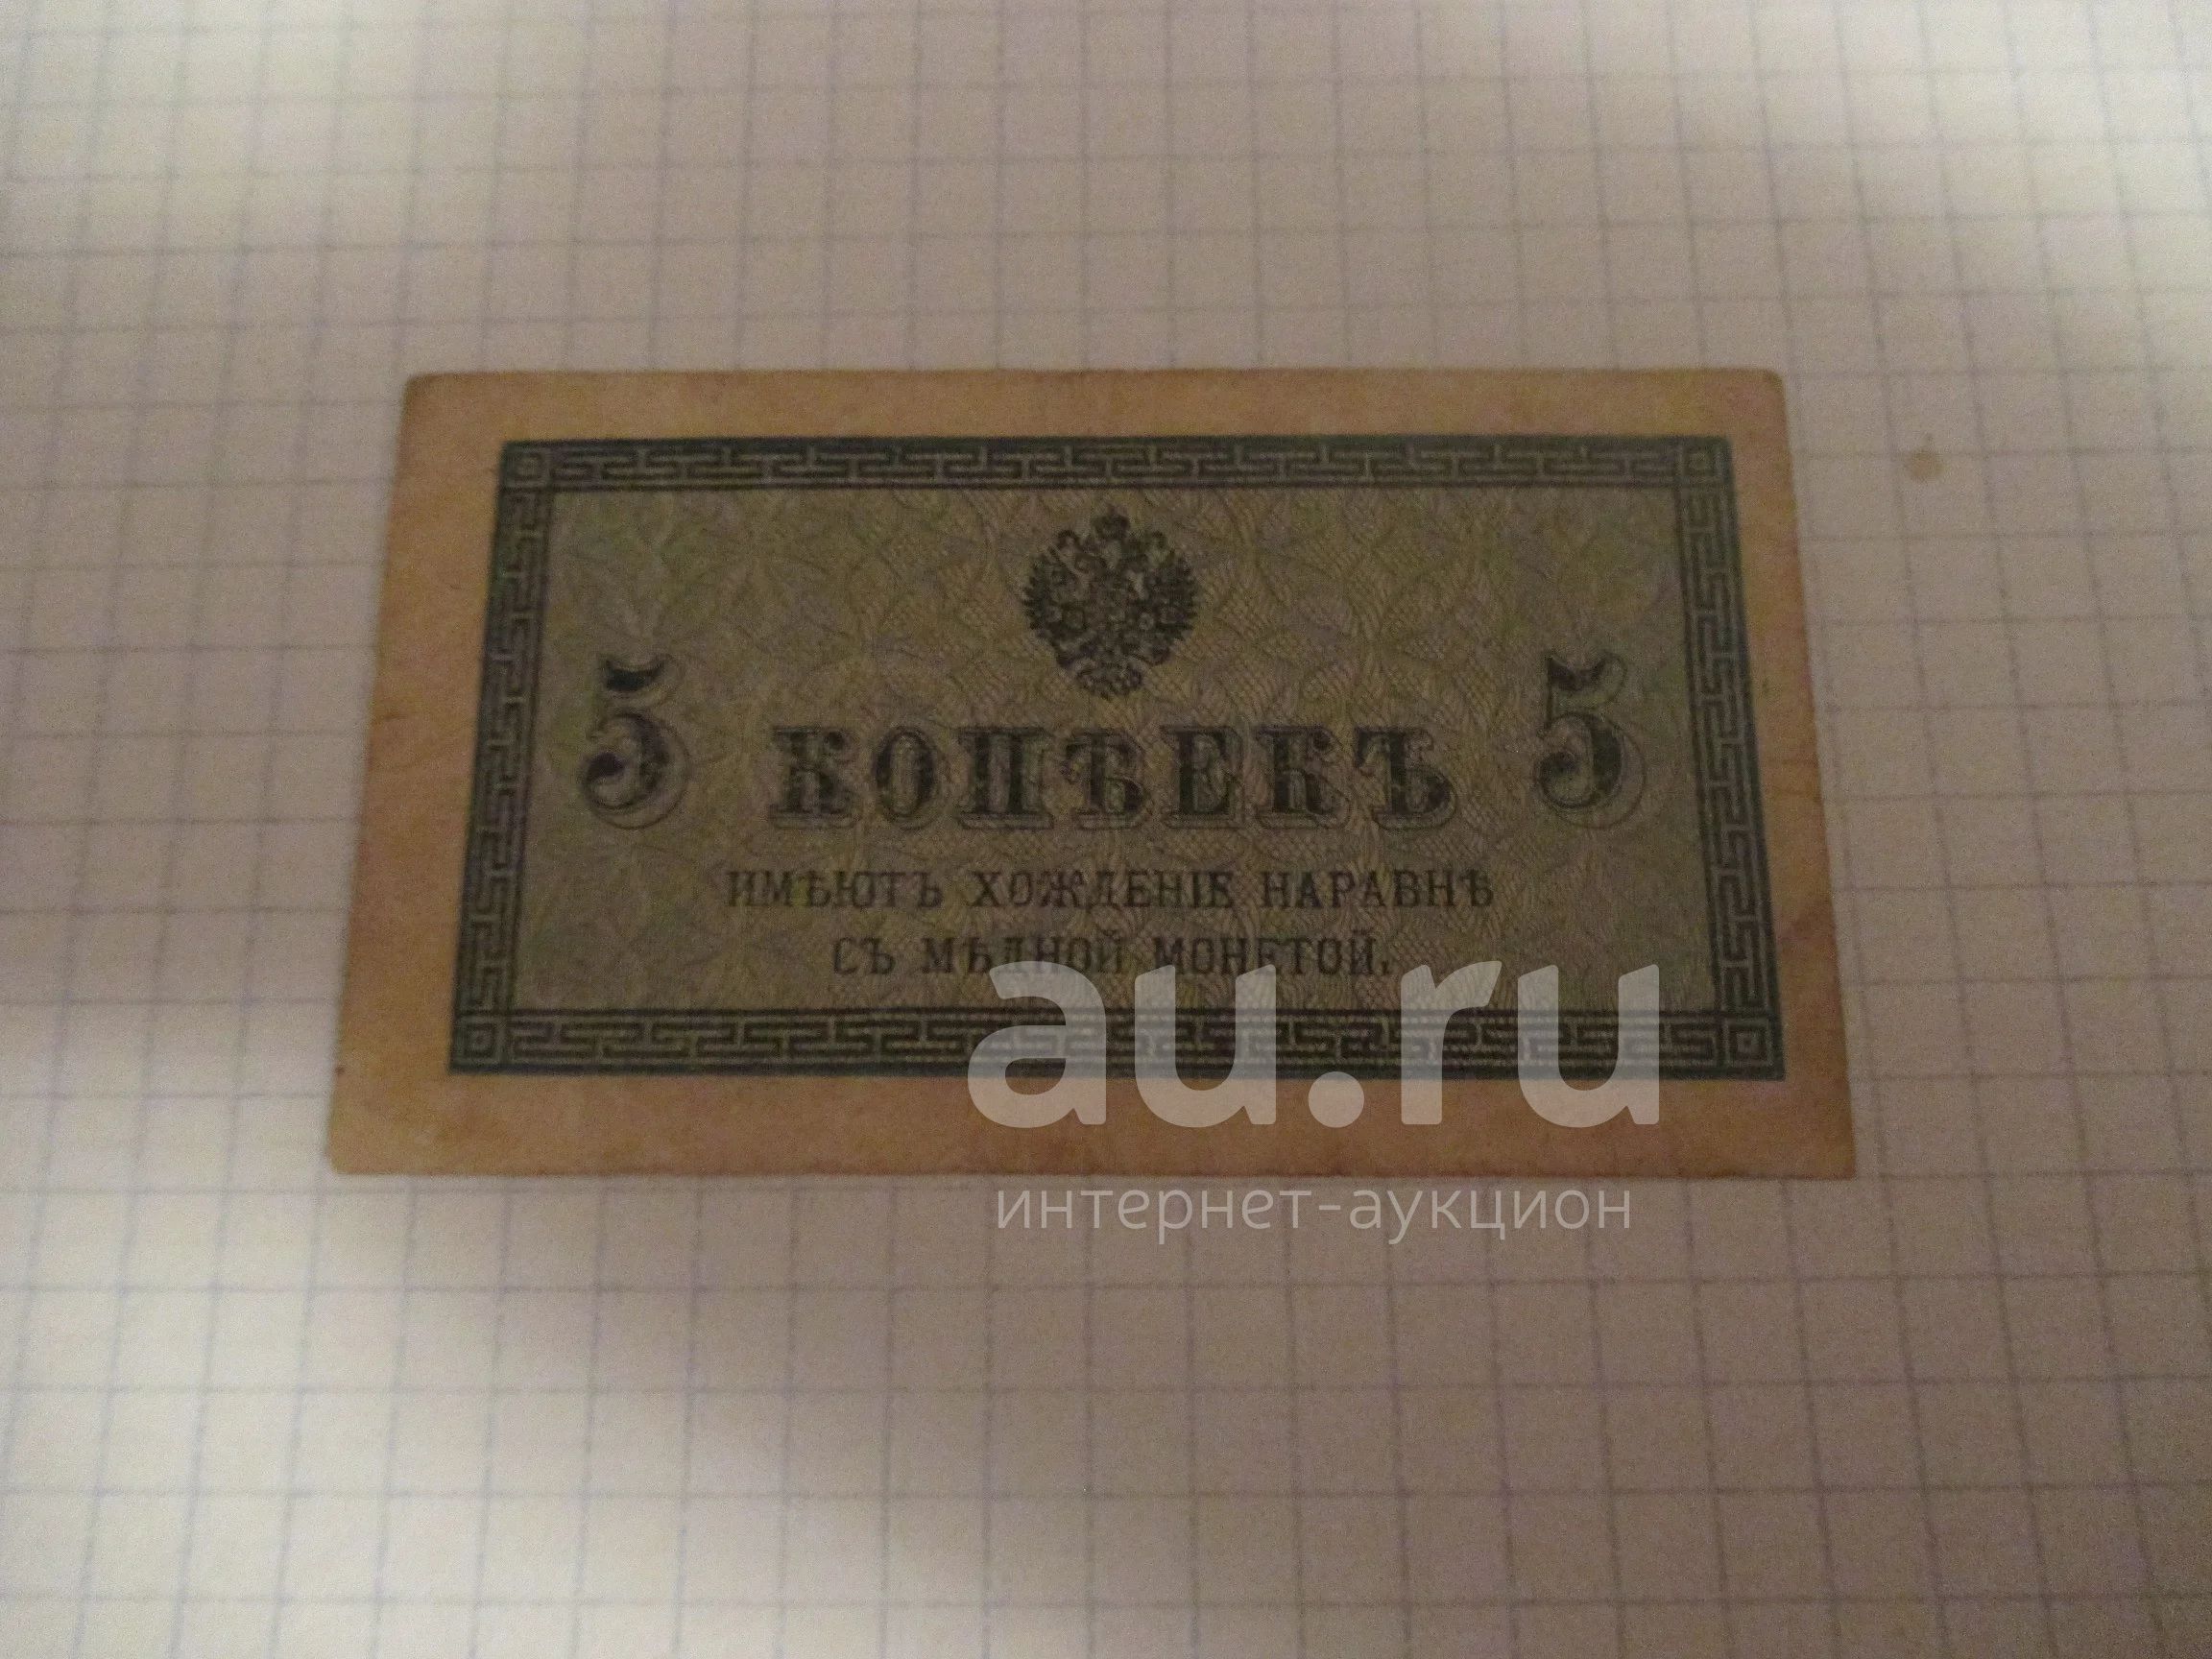 5 КОПѢЕКЪ 5
ИМѢЮТЪ ХОЖДЕНІЕ НАРАВНѢ
СЪ МѢДНОЙ МОНЕТОЙ.
au.ru
интернет-аукцион